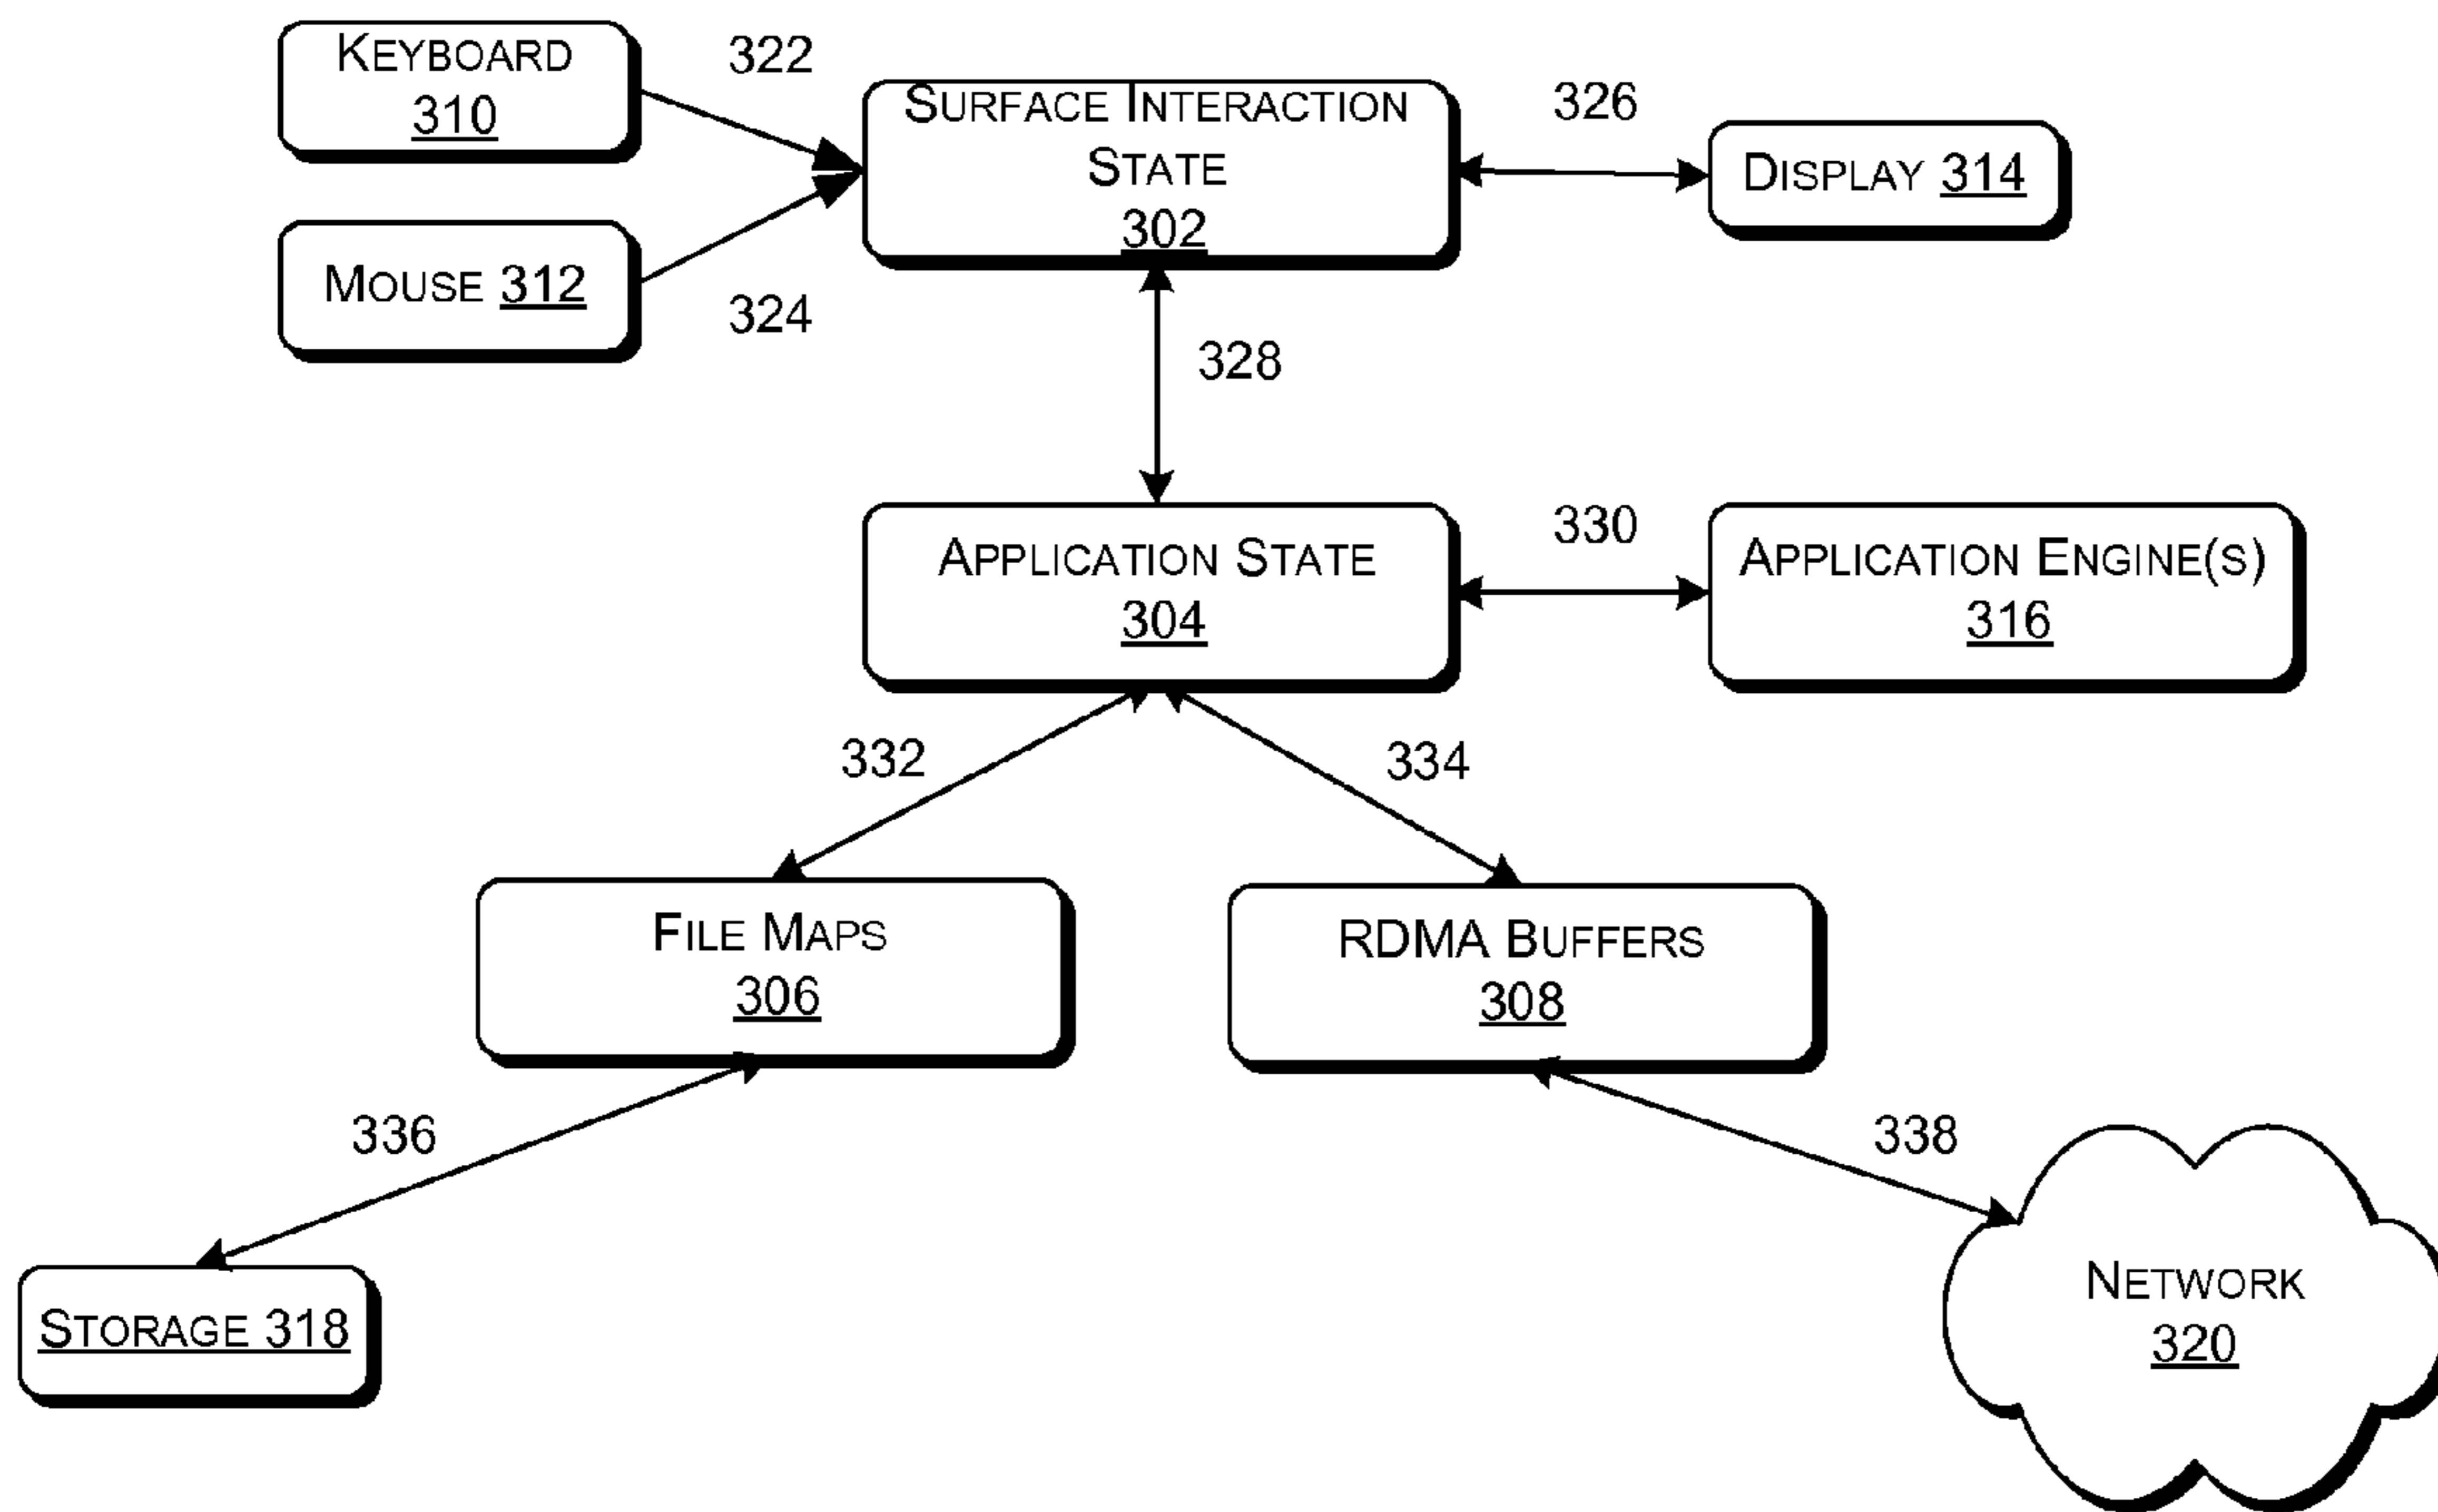 KEYBOARD
310
322
SURFACE INTERACTION
STATE
302
326
DISPLAY 314
MOUSE 312
324
328
APPLICATION STATE
304
330
APPLICATION ENGINE(S)
316
332
334
FILE MAPS
306
RDMA BUFFERS
308
336
338
STORAGE 318
NETWORK
320